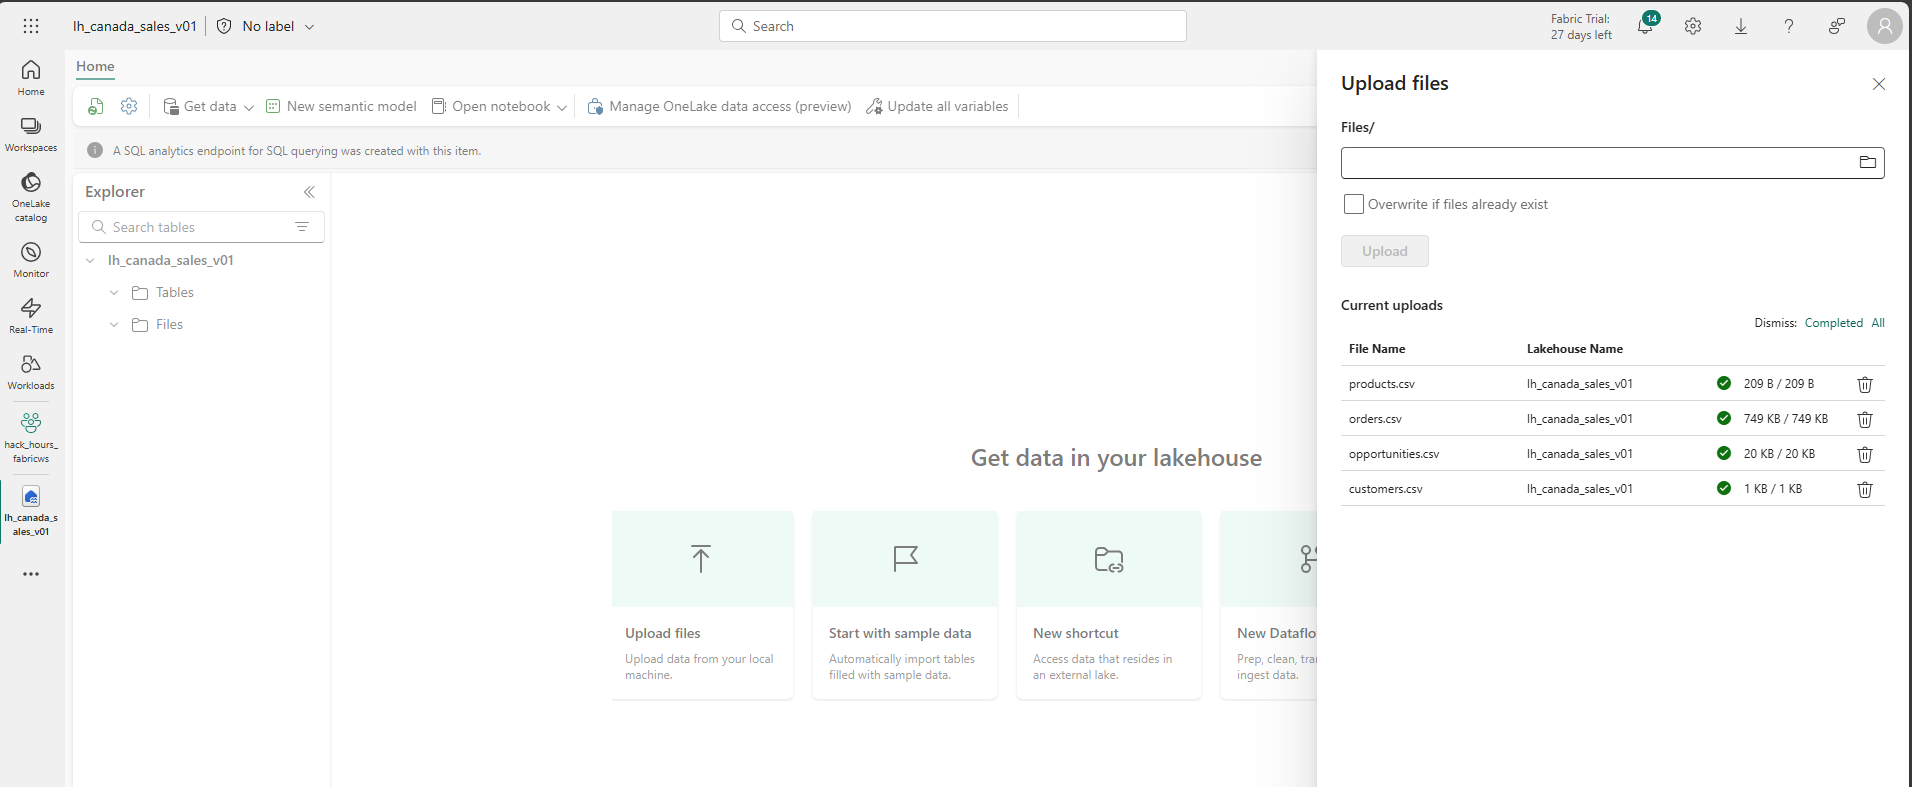 lh_canada_sales_v01
No label
Search
Fabric Trial:
27 days left
14
Home
Workspaces
OneLake
catalog
Monitor
Real-Time
Workloads
hack_hours_
fabricws
lh_canada_s
ales_v01
Home
Get data
New semantic model
Open notebook
Manage OneLake data access (preview)
Update all variables
A SQL analytics endpoint for SQL querying was created with this item.
Explorer
Search tables
lh_canada_sales_v01
Tables
Files
Get data in your lakehouse
Upload files
Upload data from your local
machine.
Start with sample data
Automatically import tables
filled with sample data.
New shortcut
Access data that resides in
an external lake.
New Dataflo
Prep, clean, tra
ingest data.
Upload files
Files/
Overwrite if files already exist
Upload
Current uploads
Dismiss: Completed All
File Name Lakehouse Name
products.csv lh_canada_sales_v01 209 B / 209 B
orders.csv lh_canada_sales_v01 749 KB / 749 KB
opportunities.csv lh_canada_sales_v01 20 KB / 20 KB
customers.csv lh_canada_sales_v01 1 KB / 1 KB